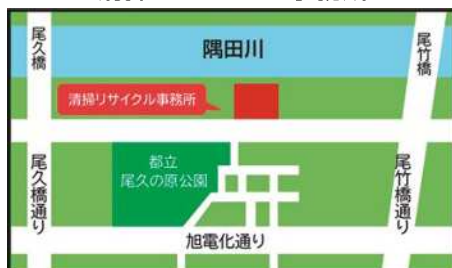 尾久橋
隅田川
尾竹橋
清掃リサイクル事務所
都立
尾久の原公園
尾久橋通り
尾竹橋通り
旭電化通り